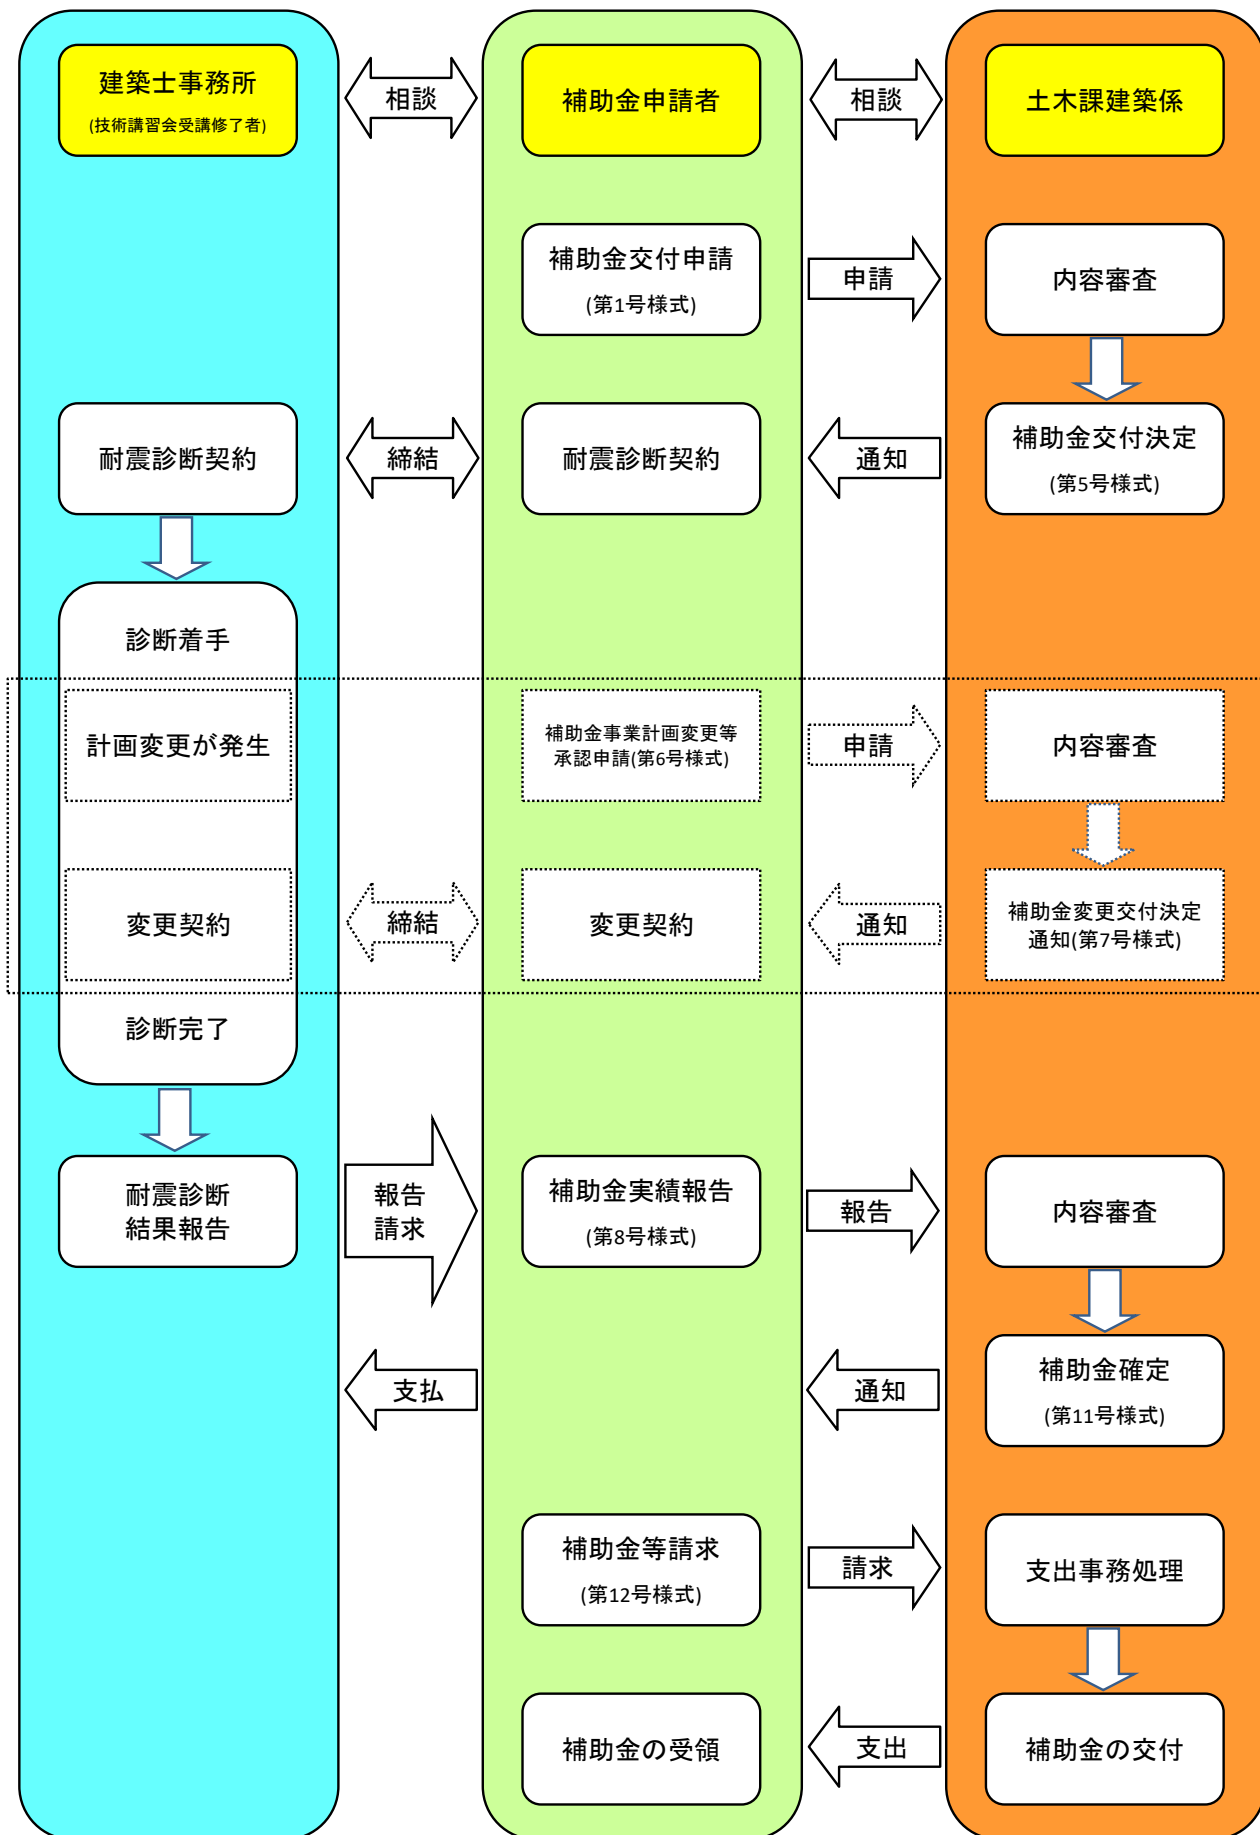 建築士事務所
(技術講習会受講修了者)
相談
補助金申請者
相談
土木課建築係
補助金交付申請
(第1号様式)
申請
内容審査
耐震診断契約
締結
耐震診断契約
通知
補助金交付決定
(第5号様式)
診断着手
計画変更が発生
補助金事業計画変更等
承認申請(第6号様式)
申請
内容審査
変更契約
締結
変更契約
通知
補助金変更交付決定
通知(第7号様式)
診断完了
耐震診断
結果報告
報告
請求
補助金実績報告
(第8号様式)
報告
内容審査
支払
通知
補助金確定
(第11号様式)
補助金等請求
(第12号様式)
請求
支出事務処理
補助金の受領
支出
補助金の交付